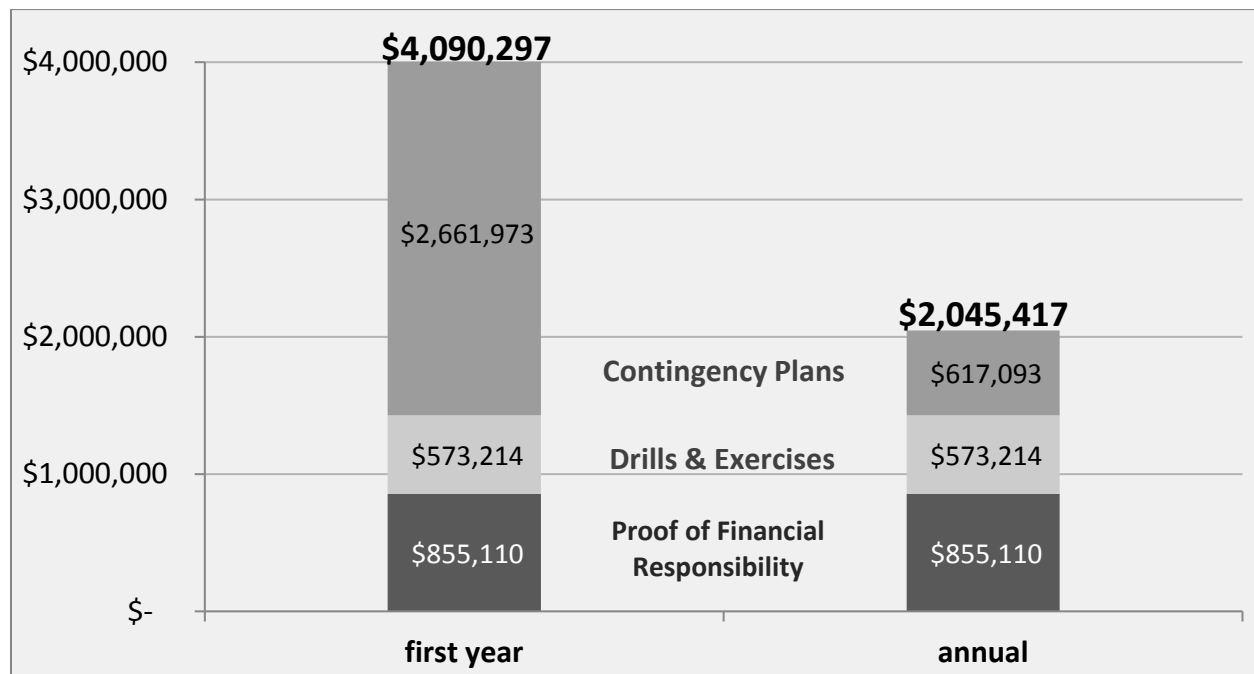 $4,090,297
$4,000,000
$3,000,000
$2,661,973
$2,045,417
$2,000,000
Contingency Plans
$617,093
$573,214
Drills & Exercises
$573,214
$1,000,000
Proof of Financial
Responsibility
$855,110
$855,110
$-
first year
annual